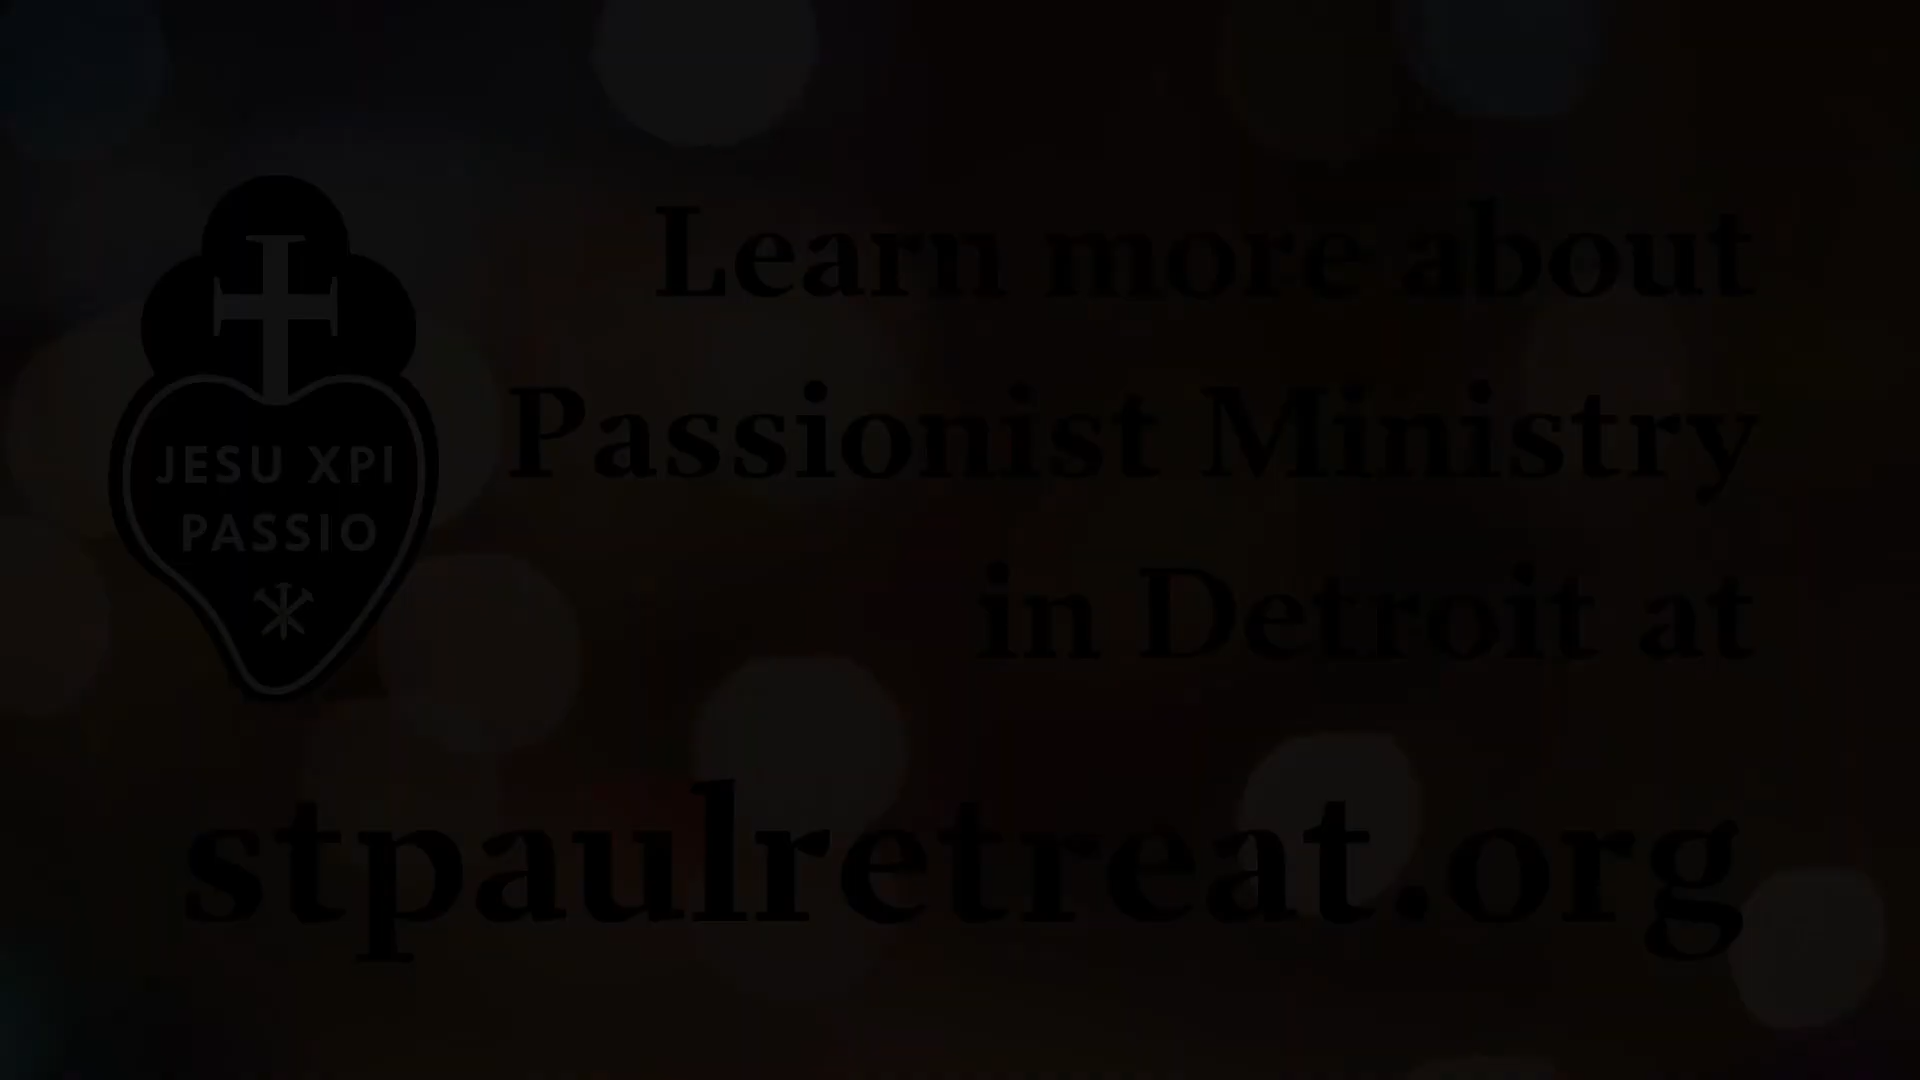 Learn more about
Passionist Ministry
in Detroit at
JESU XPI
PASSIO
stpaulretreat.org